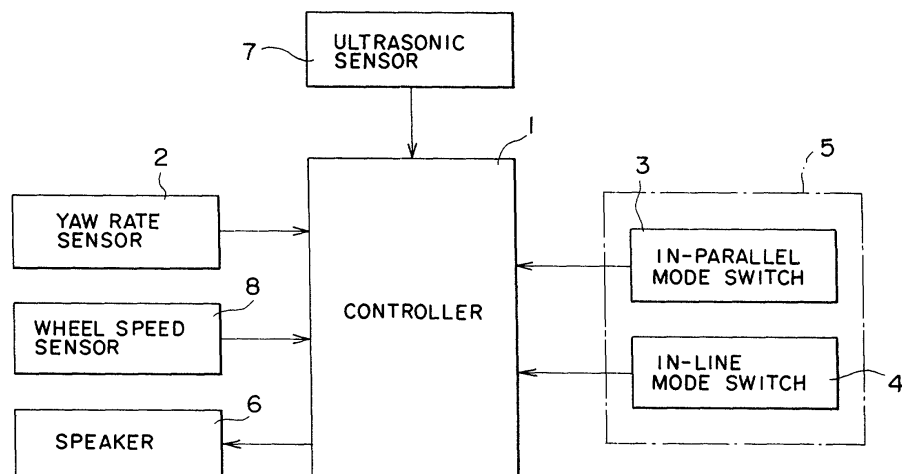 ULTRASONIC
SENSOR
7
1
2
YAW RATE
SENSOR
8
WHEEL SPEED
SENSOR
6
SPEAKER
CONTROLLER
5
3
IN-PARALLEL
MODE SWITCH
IN-LINE
MODE SWITCH
4